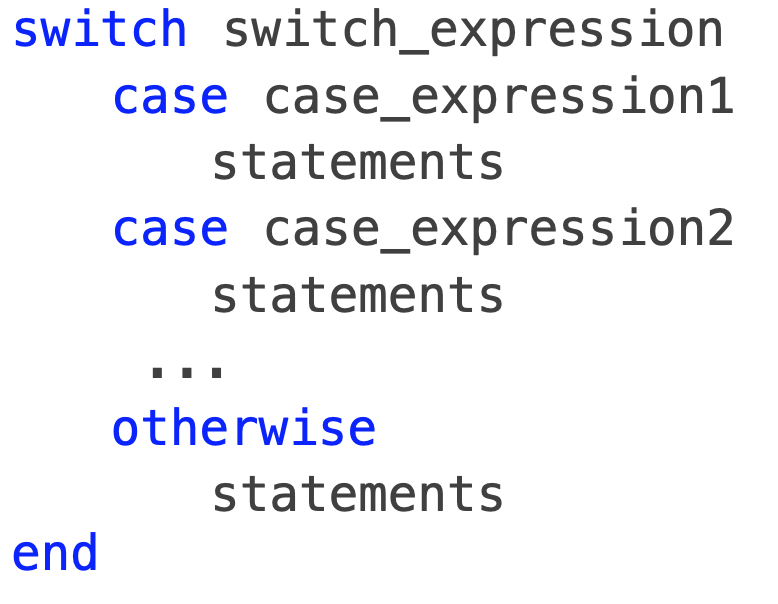 switch switch_expression
case case_expression1
statements
case case_expression2
statements
...
otherwise
statements
end